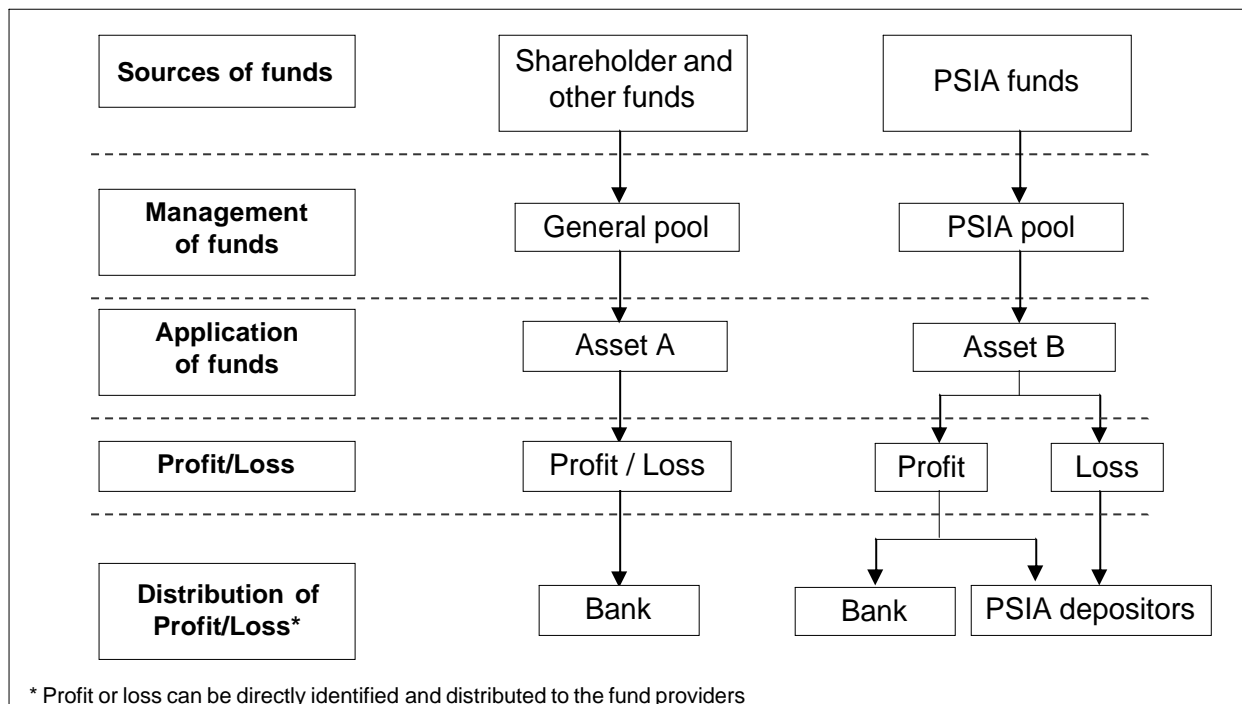 Sources of funds
Shareholder and
other funds
PSIA funds
Management
of funds
General pool
PSIA pool
Application
of funds
Asset A
Asset B
Profit/Loss
Profit / Loss
Profit
Loss
Distribution of
Profit/Loss*
Bank
Bank
PSIA depositors
* Profit or loss can be directly identified and distributed to the fund providers